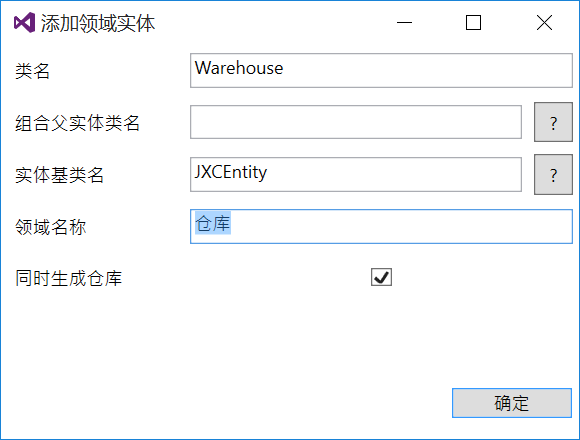 添加领域实体
类名 Warehouse
组合父实体类名 ?
实体基类名 JXCEntity ?
领域名称 仓库
同时生成仓库
确定